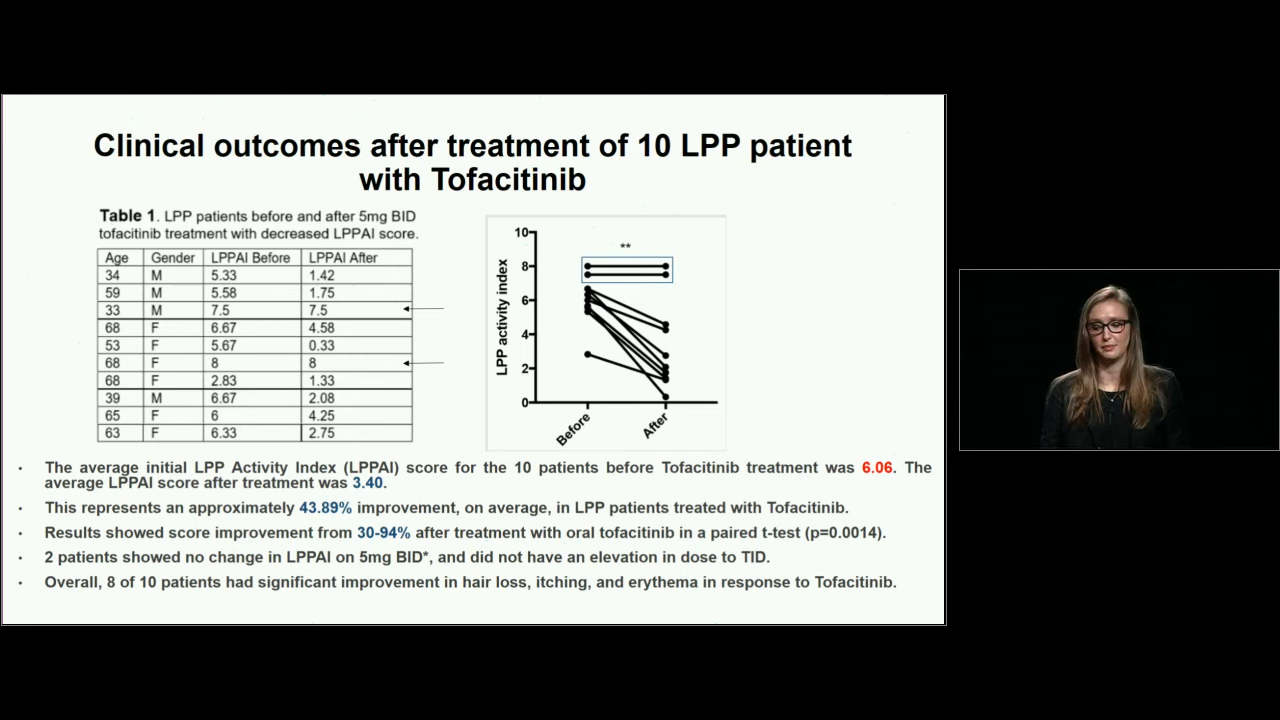 Clinical outcomes after treatment of 10 LPP patient
with Tofacitinib
Table 1. LPP patients before and after 5mg BID
tofacitinib treatment with decreased LPPAI score.
Age Gender LPPAI Before LPPAI After
34 M 5.33 1.42
59 M 5.58 1.75
33 M 7.5 7.5
68 F 6.67 4.58
53 F 5.67 0.33
68 F 8 8
68 F 2.83 1.33
39 M 6.67 2.08
65 F 6 4.25
63 F 6.33 2.75
LPP activity index
10
8
6
4
2
0
**
Before
After
• The average initial LPP Activity Index (LPPAI) score for the 10 patients before Tofacitinib treatment was 6.06. The
average LPPAI score after treatment was 3.40.
• This represents an approximately 43.89% improvement, on average, in LPP patients treated with Tofacitinib.
• Results showed score improvement from 30-94% after treatment with oral tofacitinib in a paired t-test (p=0.0014).
• 2 patients showed no change in LPPAI on 5mg BID*, and did not have an elevation in dose to TID.
• Overall, 8 of 10 patients had significant improvement in hair loss, itching, and erythema in response to Tofacitinib.